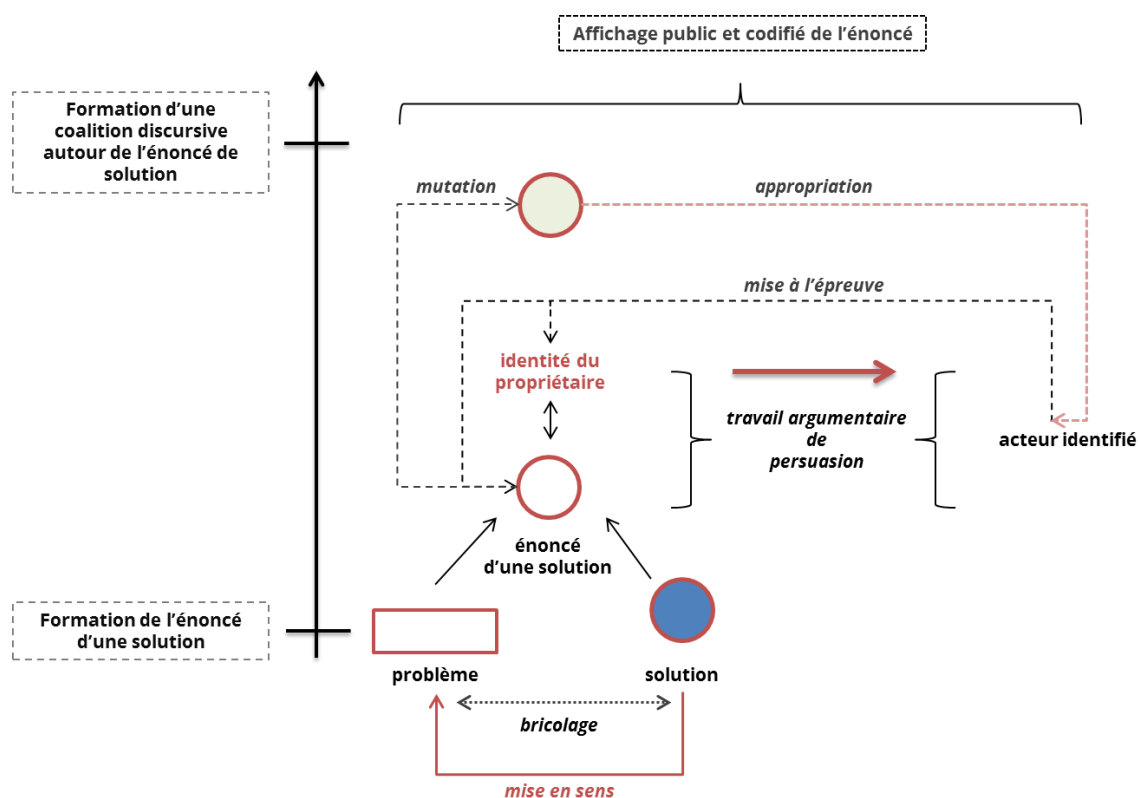 Affichage public et codifié de l’énoncé
Formation d’une
coalition discursive
autour de l’énoncé de
solution
mutation
appropriation
mise à l’épreuve
identité du
propriétaire
travail argumentaire
de
persuasion
acteur identifié
énoncé
d’une solution
Formation de l’énoncé
d’une solution
problème
solution
bricolage
mise en sens